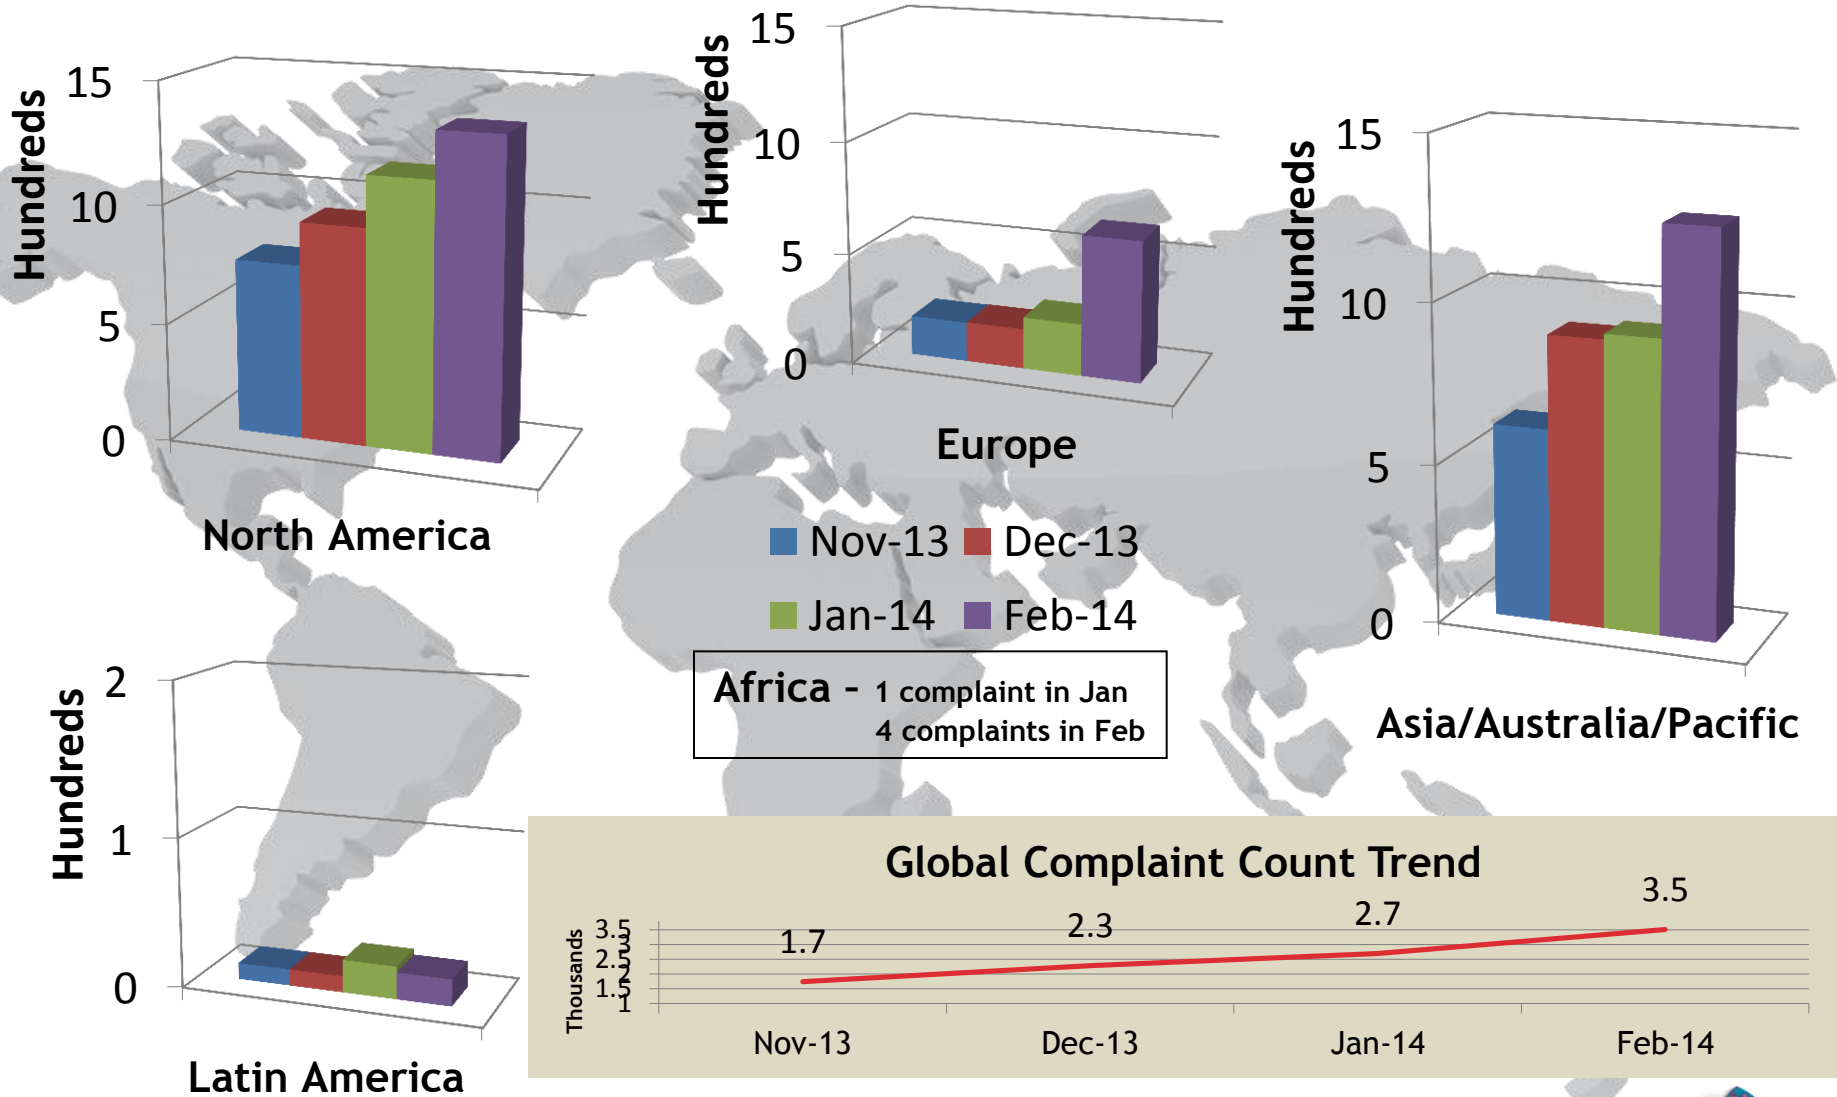 15
10
5
0
Hundreds
North America
15
10
5
0
Hundreds
Europe
15
10
5
0
Hundreds
Asia/Australia/Pacific
Nov-13 Dec-13
Jan-14 Feb-14
Africa – 1 complaint in Jan
4 complaints in Feb
2
1
0
Hundreds
Latin America
Global Complaint Count Trend
Thousands
3.5
3
2.5
2
1.5
1
1.7
2.3
2.7
3.5
Nov-13 Dec-13 Jan-14 Feb-14